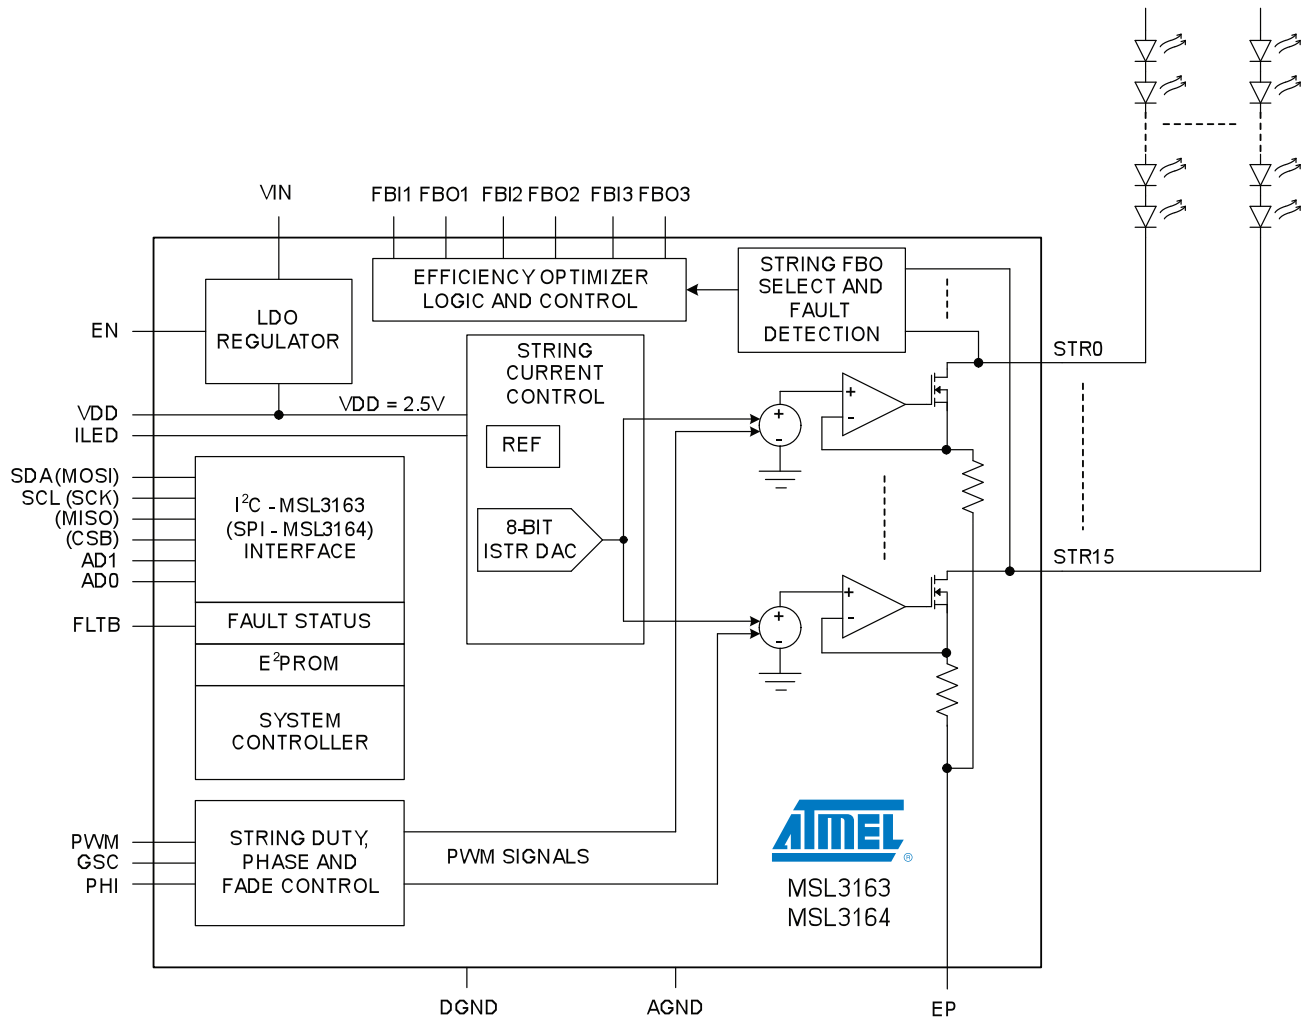 VIN
FBI1 FBO1 FBI2 FBO2 FBI3 FBO3
EFFICIENCY OPTIMIZER
LOGIC AND CONTROL
STRING FBO
SELECT AND
FAULT
DETECTION
LDO
REGULATOR
EN
STRING
CURRENT
CONTROL
STR0
VDD
VDD = 2.5V
ILED
REF
+
-
+
-
SDA(MOSI)
SCL (SCK)
(MISO)
(CSB)
AD1
AD0
I²C - MSL3163
(SPI - MSL3164)
INTERFACE
8-BIT
ISTR DAC
STR15
+
-
+
-
FLTB
FAULT STATUS
E²PROM
SYSTEM
CONTROLLER
PWM
GSC
PHI
STRING DUTY,
PHASE AND
FADE CONTROL
PWM SIGNALS
ATMEL ®
MSL3163
MSL3164
DGND
AGND
EP